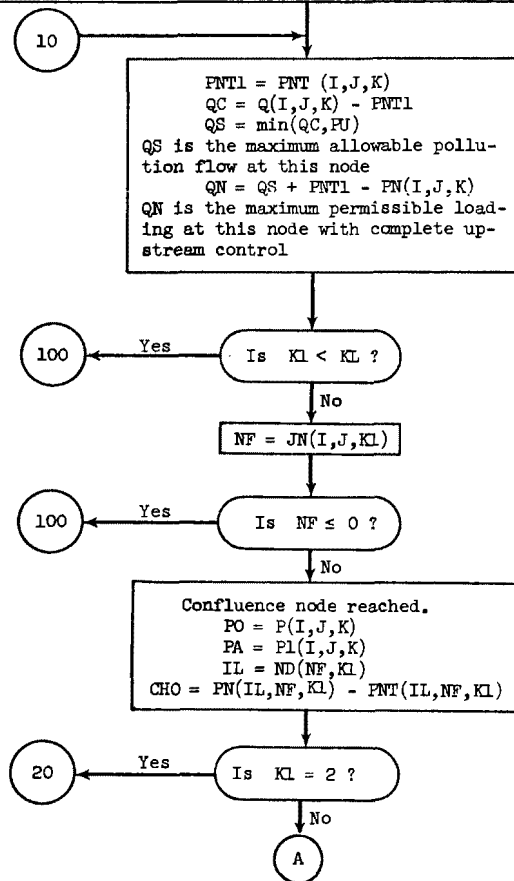 10
PNT1 = PNT (I,J,K)
QC = Q(I,J,K) - PNT1
QS = min(QC,PU)
QS is the maximum allowable pollu-
tion flow at this node
QN = QS + PNT1 - PN(I,J,K)
QN is the maximum permissible load-
ing at this node with complete up-
stream control
100
Yes
Is K1 < KL ?
No
NF = JN(I,J,K1)
100
Yes
Is NF ≤ 0 ?
No
Confluence node reached.
PO = P(I,J,K)
PA = P1(I,J,K)
IL = ND(NF,K1)
CHO = PN(IL,NF,K1) - PNT(IL,NF,K1)
20
Yes
Is K1 = 2 ?
No
A